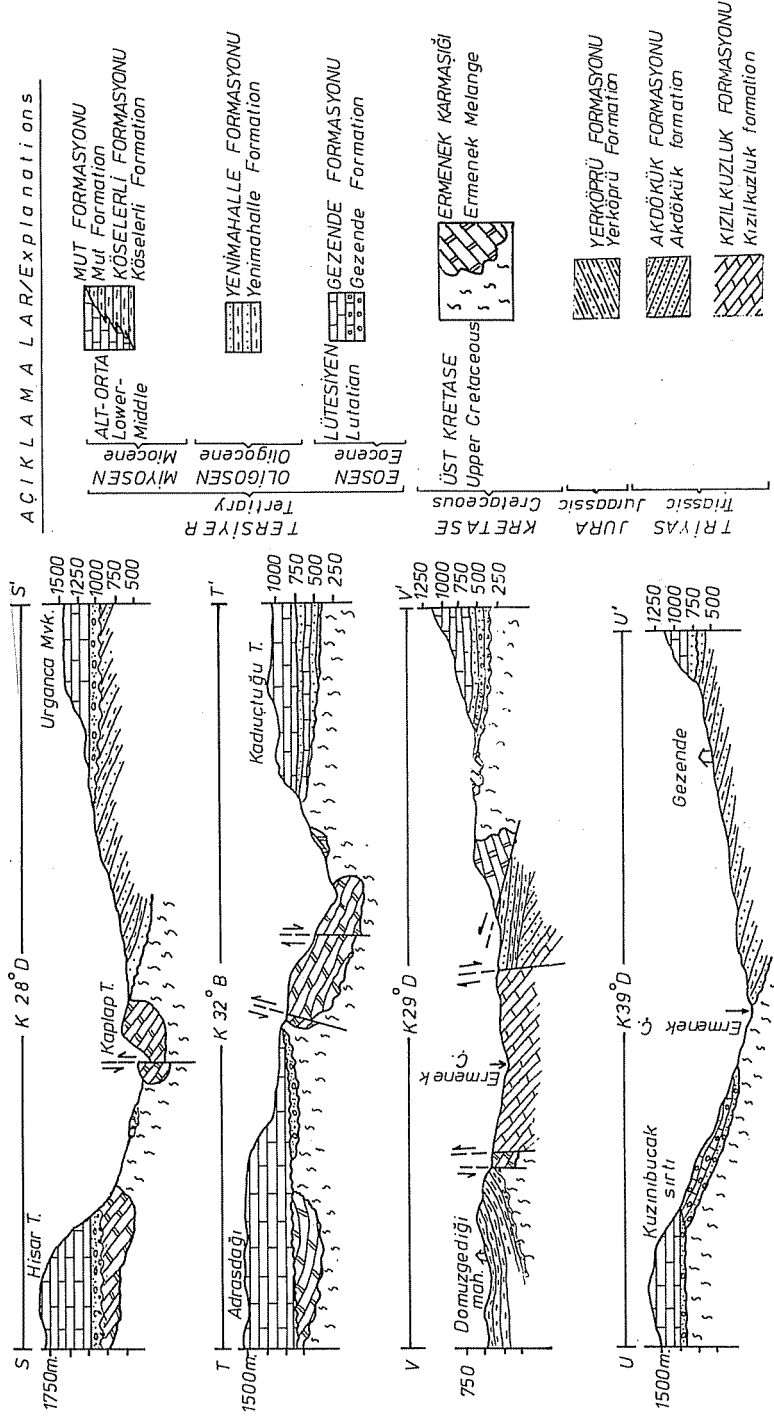 S K 28° D S'
1750m.
Hisar T.
Kaplap T.
Urganca Mvk.
1500
1250
1000
750
500
T K 32° B T'
1500m.
Adrasdağı
Kadıuçtuğu T.
1000
750
500
250
V K 29° D V'
750
Domuzgediği
mah.
Ermenek
Ç.
1250
1000
750
500
250
U K39° D U'
1500m.
Kuzınıbucak
sırtı
Ermenek Ç.
Gezende
1250
1000
750
500
AÇIKLAMA LAR/Explanations
TERSİYER
Tertiary
MİYOSEN
Miocene
ALT-ORTA
Lower-
Middle
MUT FORMASYONU
Mut Formation
KÖSELERLİ FORMASYONU
Köselerli Formation
OLİGOSEN
Oligocene
YENİMAHALLE FORMASYONU
Yenimahalle Formation
EOSEN
Eocene
LÜTESİYEN
Lutatian
GEZENDE FORMASYONU
Gezende Formation
KRETASE
Cretaceous
ÜST KRETASE
Upper Cretaceous
ERMENEK KARMAŞIĞI
Ermenek Melange
JURA
Juraassic
YERKÖPRÜ FORMASYONU
Yerköprü Formation
TRİYAS
Triassic
AKDÖKÜK FORMASYONU
Akdökük formation
KIZILKUZLUK FORMASYONU
Kızılkuzluk formation